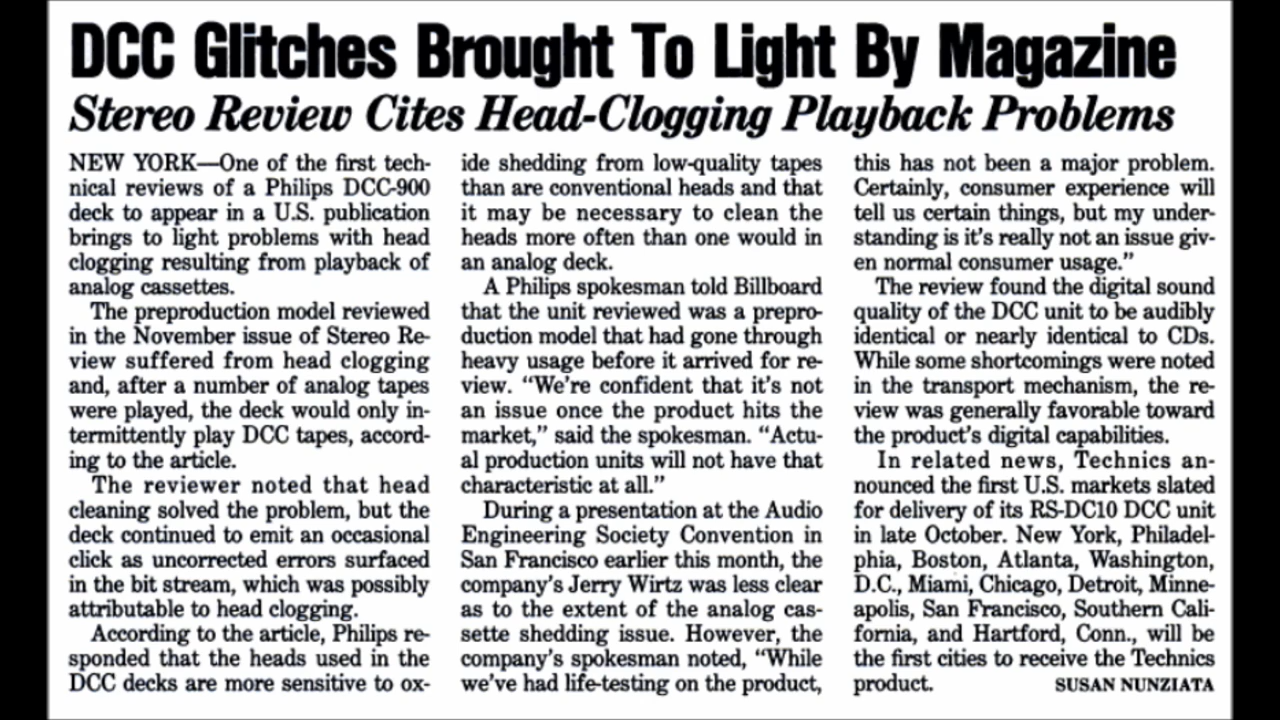 DCC Glitches Brought To Light By Magazine
Stereo Review Cites Head-Clogging Playback Problems
NEW YORK—One of the first tech-
nical reviews of a Philips DCC-900
deck to appear in a U.S. publication
brings to light problems with head
clogging resulting from playback of
analog cassettes.
The preproduction model reviewed
in the November issue of Stereo Re-
view suffered from head clogging
and, after a number of analog tapes
were played, the deck would only in-
termittently play DCC tapes, accord-
ing to the article.
The reviewer noted that head
cleaning solved the problem, but the
deck continued to emit an occasional
click as uncorrected errors surfaced
in the bit stream, which was possibly
attributable to head clogging.
According to the article, Philips re-
sponded that the heads used in the
DCC decks are more sensitive to ox-
ide shedding from low-quality tapes
than are conventional heads and that
it may be necessary to clean the
heads more often than one would in
an analog deck.
A Philips spokesman told Billboard
that the unit reviewed was a prepro-
duction model that had gone through
heavy usage before it arrived for re-
view. “We’re confident that it’s not
an issue once the product hits the
market,” said the spokesman. “Actu-
al production units will not have that
characteristic at all.”
During a presentation at the Audio
Engineering Society Convention in
San Francisco earlier this month, the
company’s Jerry Wirtz was less clear
as to the extent of the analog cas-
sette shedding issue. However, the
company’s spokesman noted, “While
we’ve had life-testing on the product,
this has not been a major problem.
Certainly, consumer experience will
tell us certain things, but my under-
standing is it’s really not an issue giv-
en normal consumer usage.”
The review found the digital sound
quality of the DCC unit to be audibly
identical or nearly identical to CDs.
While some shortcomings were noted
in the transport mechanism, the re-
view was generally favorable toward
the product’s digital capabilities.
In related news, Technics an-
nounced the first U.S. markets slated
for delivery of its RS-DC10 DCC unit
in late October. New York, Philadel-
phia, Boston, Atlanta, Washington,
D.C., Miami, Chicago, Detroit, Minne-
apolis, San Francisco, Southern Cali-
fornia, and Hartford, Conn., will be
the first cities to receive the Technics
product. SUSAN NUNZIATA